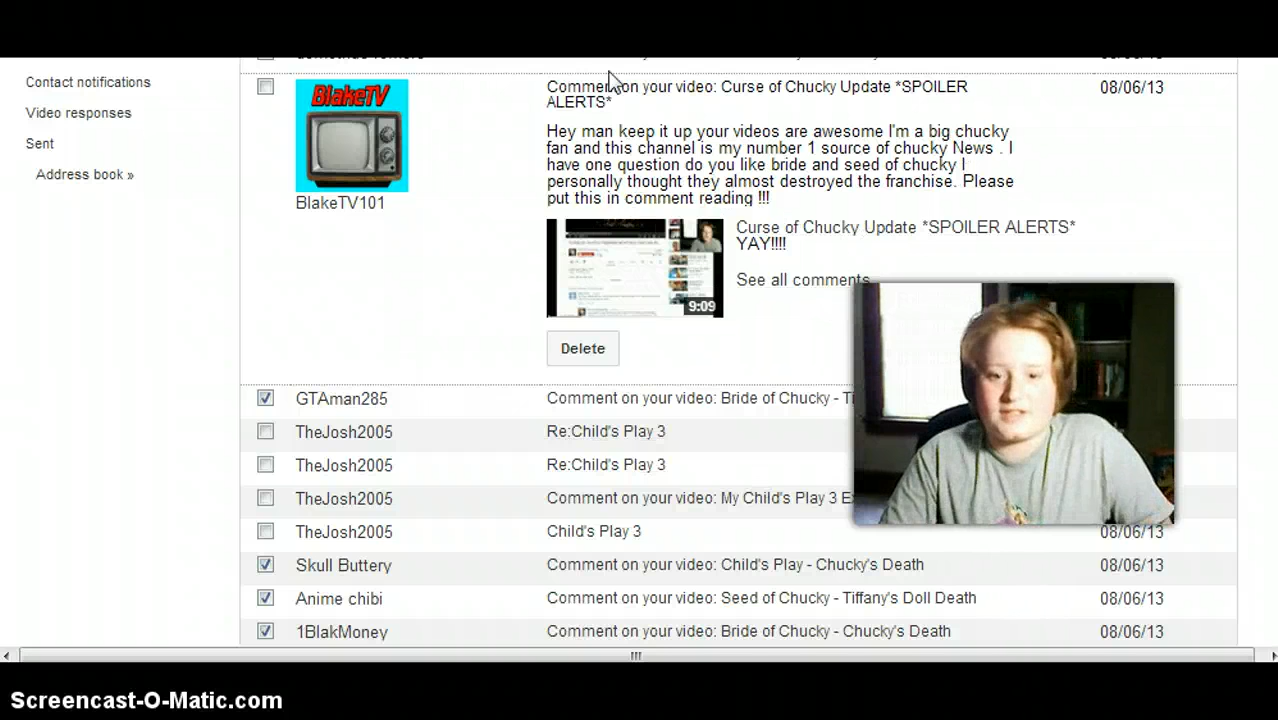 Contact notifications
Video responses
Sent
Address book »
BlakeTV
BlakeTV101
Comment on your video: Curse of Chucky Update *SPOILER
ALERTS*
08/06/13
Hey man keep it up your videos are awesome I'm a big chucky
fan and this channel is my number 1 source of chucky News . I
have one question do you like bride and seed of chucky I
personally thought they almost destroyed the franchise. Please
put this in comment reading !!!
9:09
Curse of Chucky Update *SPOILER ALERTS*
YAY!!!!
See all comments
Delete
GTAman285 Comment on your video: Bride of Chucky - Ti
TheJosh2005 Re:Child's Play 3
TheJosh2005 Re:Child's Play 3
TheJosh2005 Comment on your video: My Child's Play 3 E
TheJosh2005 Child's Play 3 08/06/13
Skull Buttery Comment on your video: Child's Play - Chucky's Death 08/06/13
Anime chibi Comment on your video: Seed of Chucky - Tiffany's Doll Death 08/06/13
1BlakMoney Comment on your video: Bride of Chucky - Chucky's Death 08/06/13
Screencast-O-Matic.com